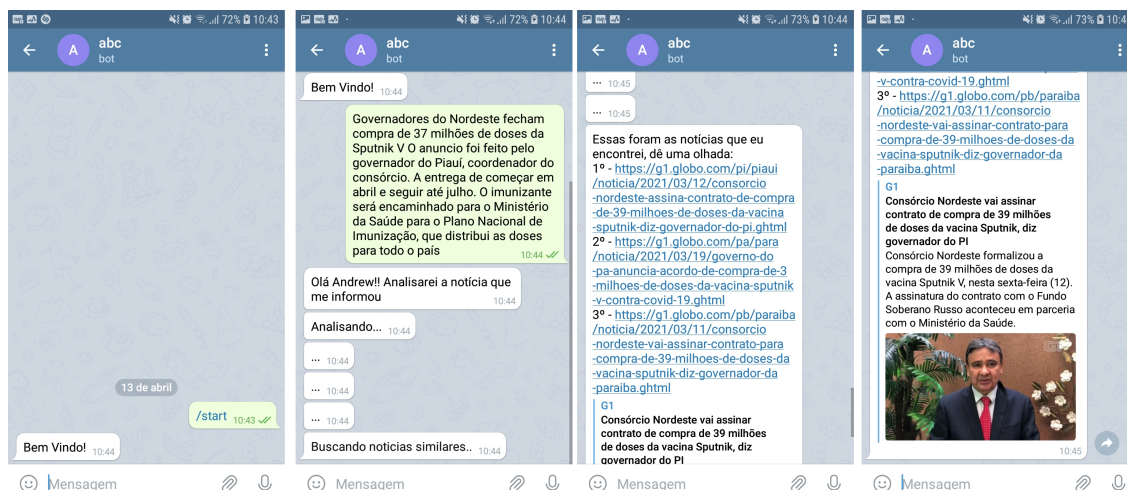 72% 10:43
A
abc
bot
13 de abril
/start 10:43
Bem Vindo! 10:44
Mensagem
72% 10:44
A
abc
bot
Bem Vindo! 10:44
Governadores do Nordeste fecham
compra de 37 milhões de doses da
Sputnik V O anuncio foi feito pelo
governador do Piauí, coordenador do
consórcio. A entrega de começar em
abril e seguir até julho. O imunizante
será encaminhado para o Ministério
da Saúde para o Plano Nacional de
Imunização, que distribui as doses
para todo o país
10:44
Olá Andrew!! Analisarei a notícia que
me informou
10:44
Analisando... 10:44
... 10:44
... 10:44
... 10:44
Buscando noticias similares.. 10:44
Mensagem
73% 10:44
A
abc
bot
... 10:45
... 10:45
Essas foram as notícias que eu
encontrei, dê uma olhada:
1º - https://g1.globo.com/pi/piaui
/noticia/2021/03/12/consorcio
-nordeste-assina-contrato-de-compra
-de-39-milhoes-de-doses-da-vacina
-sputnik-diz-governador-do-pi.ghtml
2º - https://g1.globo.com/pa/para
/noticia/2021/03/19/governo-do
-pa-anuncia-acordo-de-compra-de-3
-milhoes-de-doses-da-vacina-sputnik
-v-contra-covid-19.ghtml
3º - https://g1.globo.com/pb/paraiba
/noticia/2021/03/11/consorcio
-nordeste-vai-assinar-contrato-para
-compra-de-39-milhoes-de-doses-da
-vacina-sputnik-diz-governador-da
-paraiba.ghtml
G1
Consórcio Nordeste vai assinar
contrato de compra de 39 milhões
de doses da vacina Sputnik, diz
governador do PI
Mensagem
73% 10:4
A
abc
bot
-v-contra-covid-19.ghtml
3º - https://g1.globo.com/pb/paraiba
/noticia/2021/03/11/consorcio
-nordeste-vai-assinar-contrato-para
-compra-de-39-milhoes-de-doses-da
-vacina-sputnik-diz-governador-da
-paraiba.ghtml
G1
Consórcio Nordeste vai assinar
contrato de compra de 39 milhões
de doses da vacina Sputnik, diz
governador do PI
Consórcio Nordeste formalizou a
compra de 39 milhões de doses da
vacina Sputnik V, nesta sexta-feira (12).
A assinatura do contrato com o Fundo
Soberano Russo aconteceu em parceria
com o Ministério da Saúde.
10:45
Mensagem